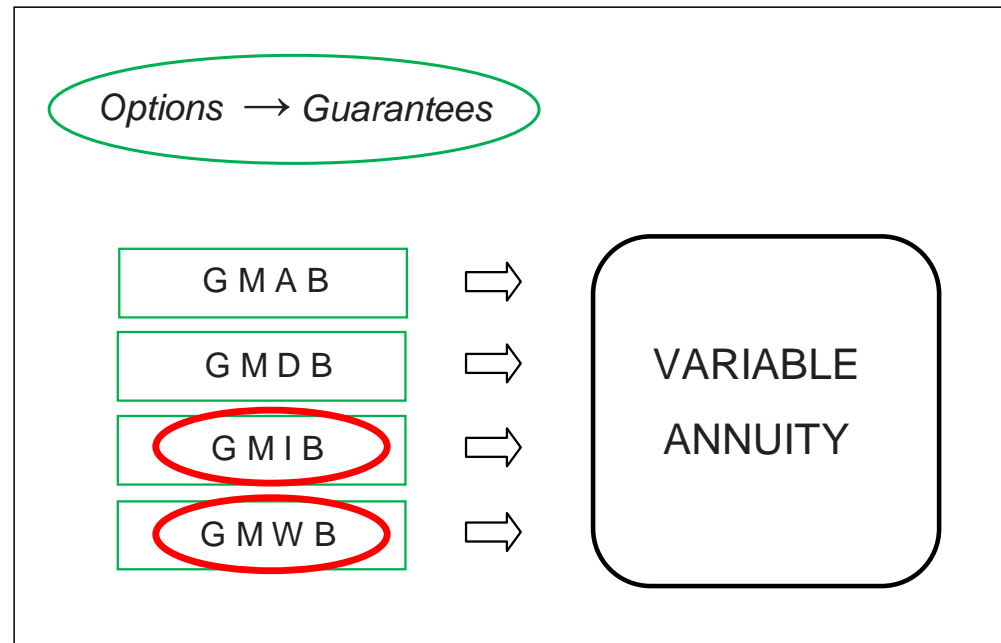 Options → Guarantees
G M A B
G M D B
G M I B
G M W B
VARIABLE
ANNUITY